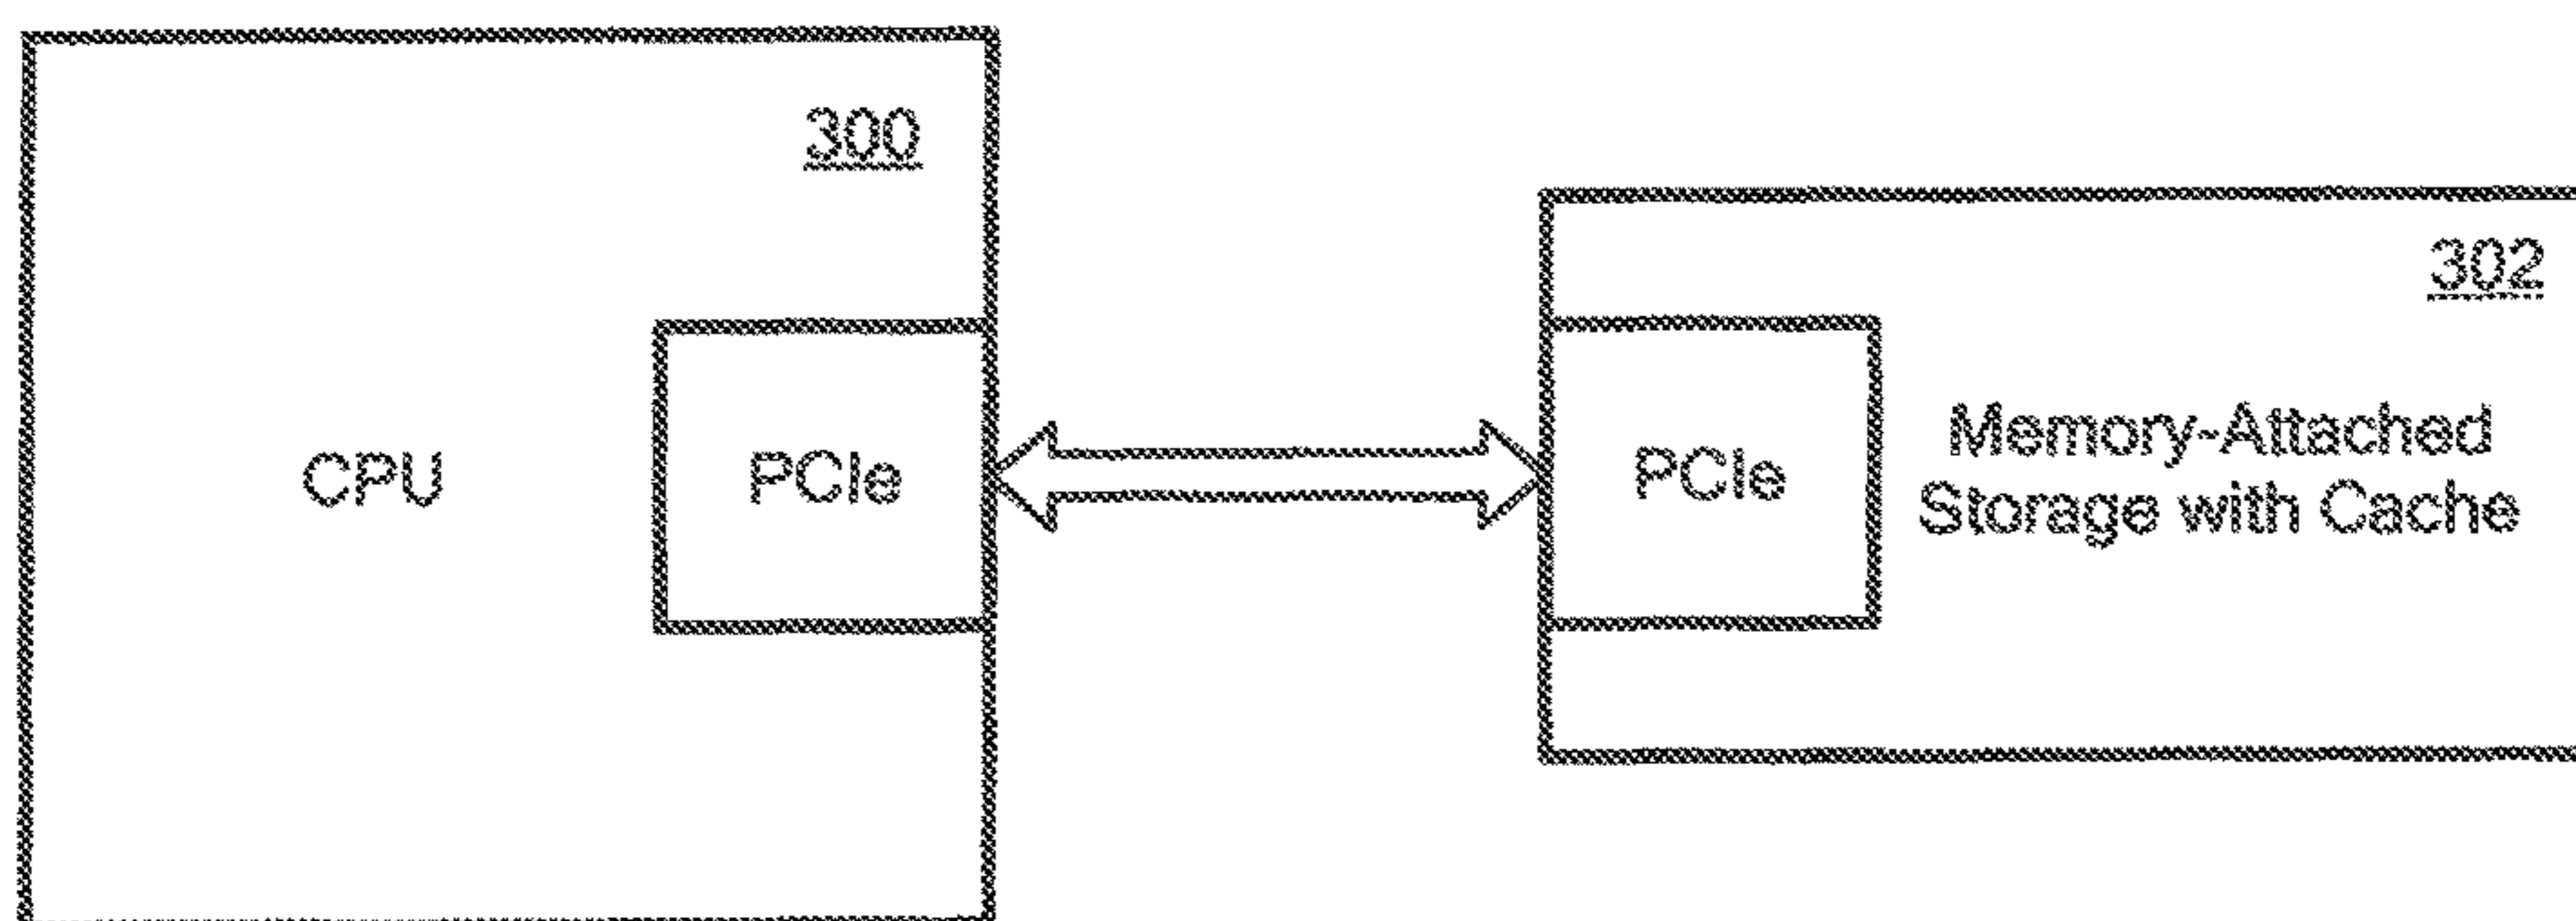 300
302
CPU
PCIe
PCIe
Memory-Attached
Storage with Cache